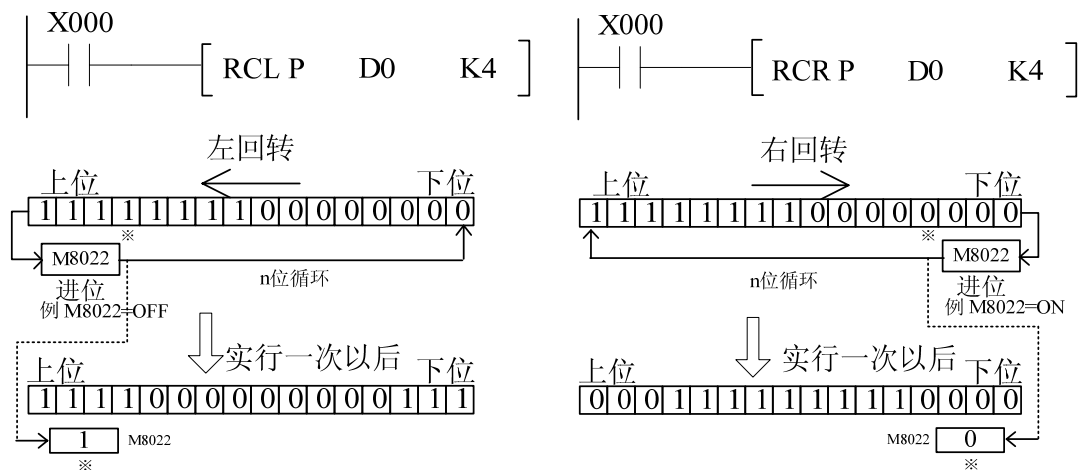 X000
RCL P D0 K4
左回转
上位 下位
1 1 1 1 1 1 1 1 0 0 0 0 0 0 0 0
※
M8022
n位循环
进位
例 M8022=OFF
实行一次以后
上位 下位
1 1 1 1 0 0 0 0 0 0 0 0 0 1 1 1
1 M8022
※
X000
RCR P D0 K4
右回转
上位 下位
1 1 1 1 1 1 1 1 0 0 0 0 0 0 0 0
※
M8022
n位循环
进位
例 M8022=ON
实行一次以后
上位 下位
0 0 0 1 1 1 1 1 1 1 1 1 0 0 0 0
M8022 0
※